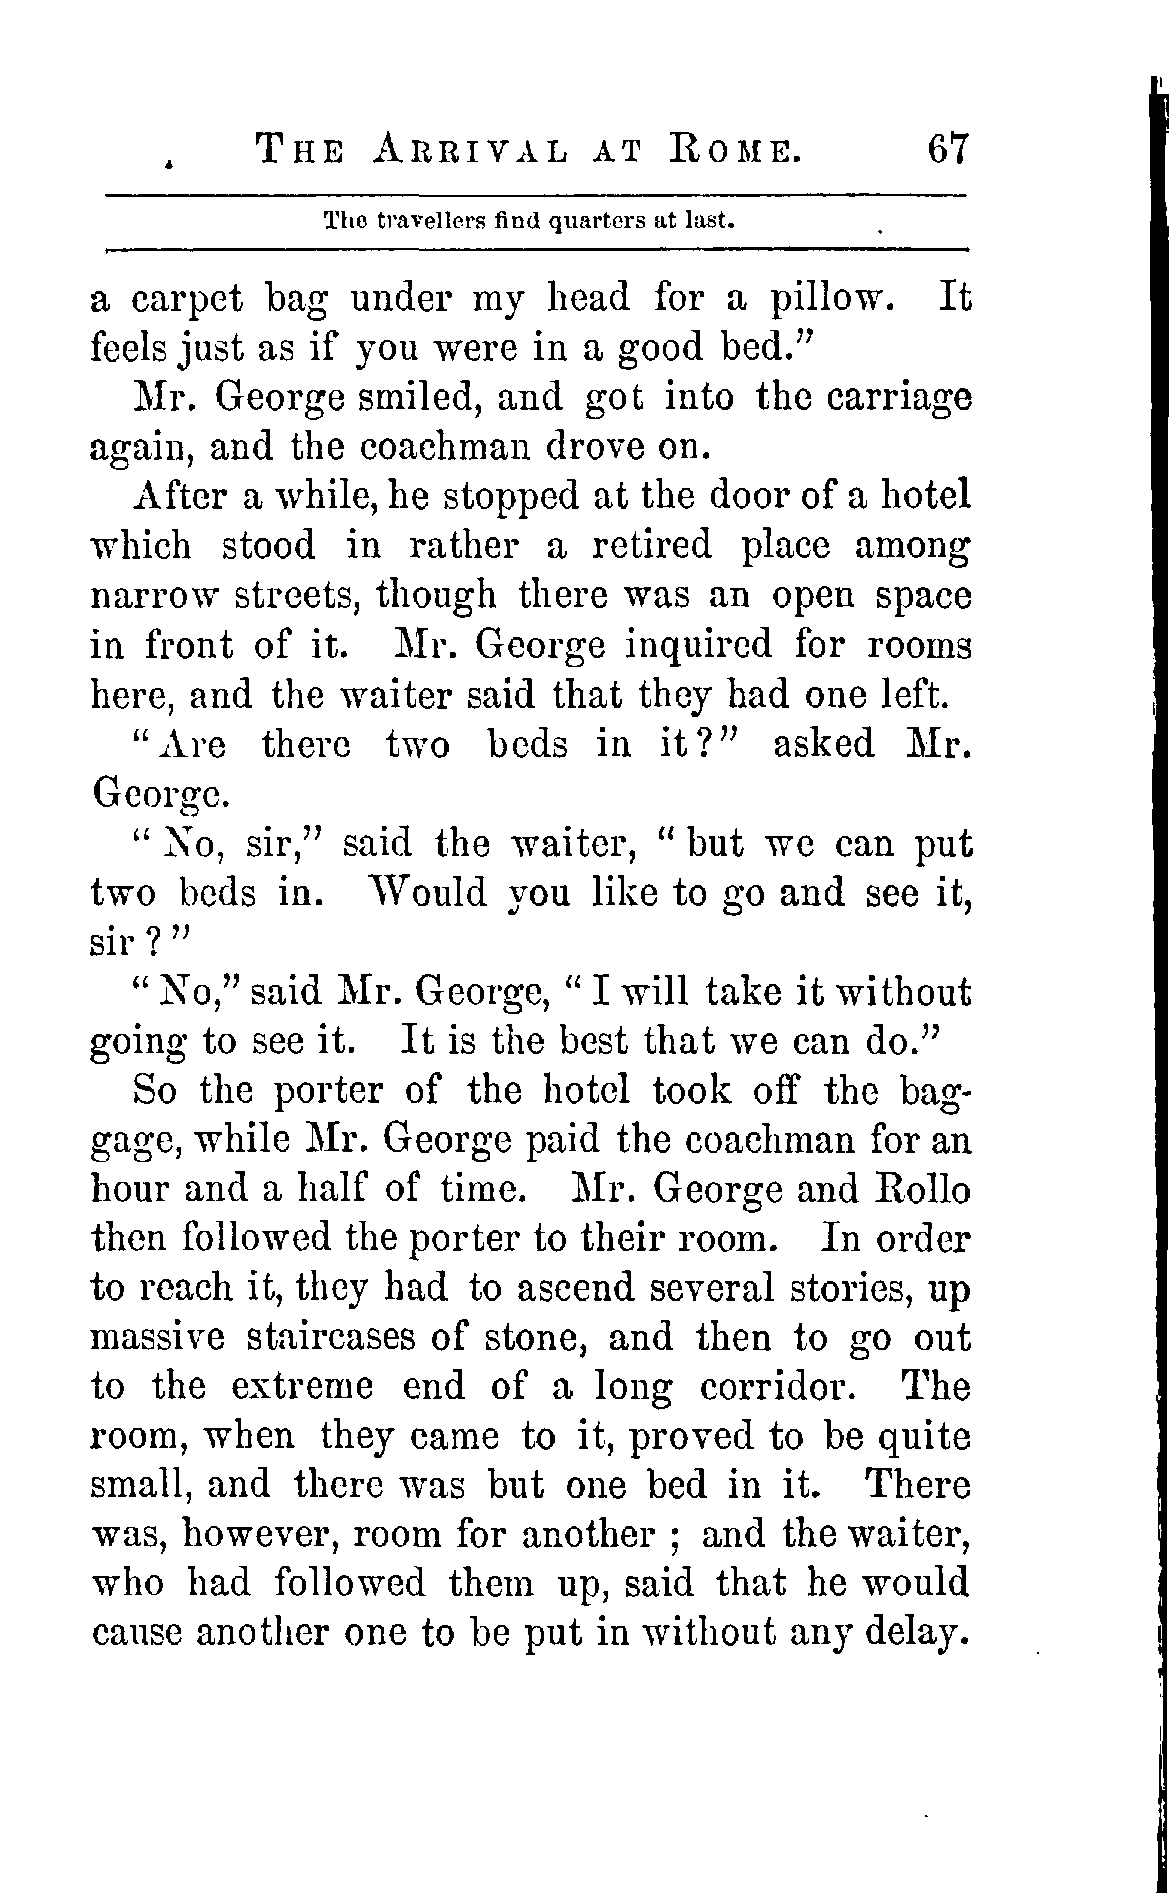 THE ARRIVAL AT ROME. 67
The travellers find quarters at last.
a carpet bag under my head for a pillow. It
feels just as if you were in a good bed.”
Mr. George smiled, and got into the carriage
again, and the coachman drove on.
After a while, he stopped at the door of a hotel
which stood in rather a retired place among
narrow streets, though there was an open space
in front of it. Mr. George inquired for rooms
here, and the waiter said that they had one left.
“Are there two beds in it?” asked Mr.
George.
“No, sir,” said the waiter, “but we can put
two beds in. Would you like to go and see it,
sir?”
“No,” said Mr. George, “I will take it without
going to see it. It is the best that we can do.”
So the porter of the hotel took off the bag-
gage, while Mr. George paid the coachman for an
hour and a half of time. Mr. George and Rollo
then followed the porter to their room. In order
to reach it, they had to ascend several stories, up
massive staircases of stone, and then to go out
to the extreme end of a long corridor. The
room, when they came to it, proved to be quite
small, and there was but one bed in it. There
was, however, room for another; and the waiter,
who had followed them up, said that he would
cause another one to be put in without any delay.